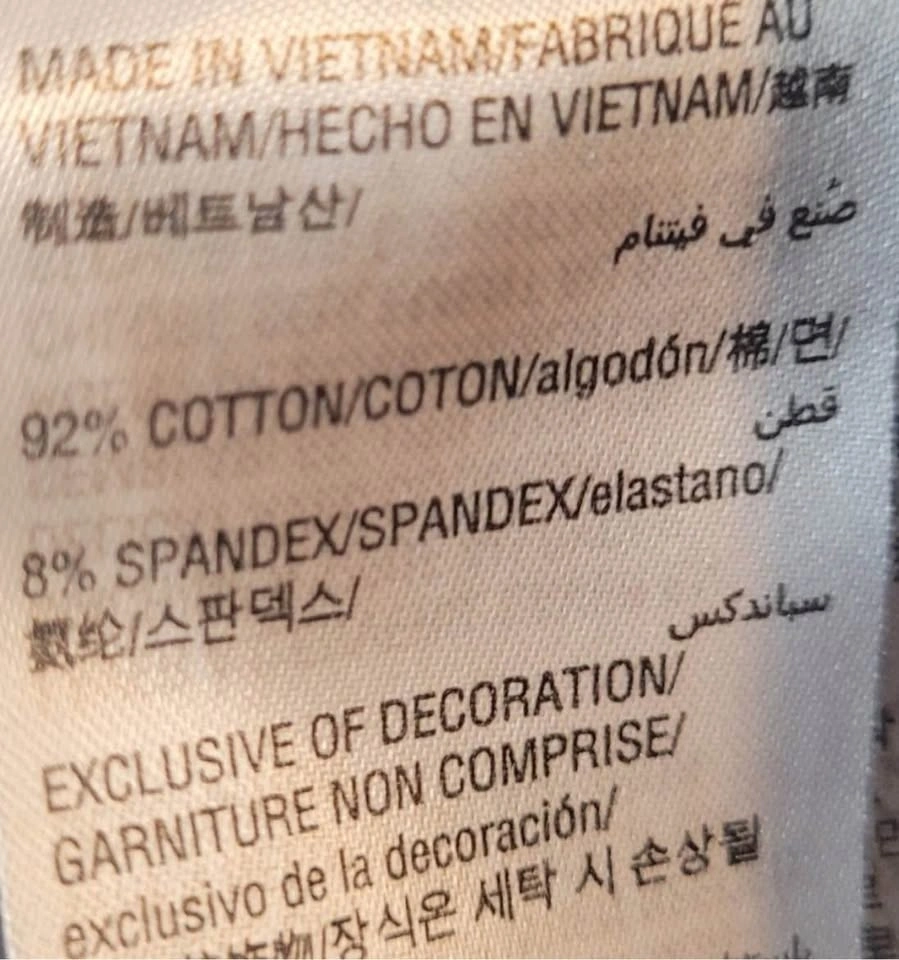 MADE IN VIETNAM/FABRIQUÉ AU
VIETNAM/HECHO EN VIETNAM/越南
制造/베트남산/
صُنع في فيتنام
92% COTTON/COTON/algodón/棉/면/
قطن
8% SPANDEX/SPANDEX/elastano/
氨纶/스판덱스/
سباندكس
EXCLUSIVE OF DECORATION/
GARNITURE NON COMPRISE/
exclusivo de la decoración/
장식은 세탁 시 손상될